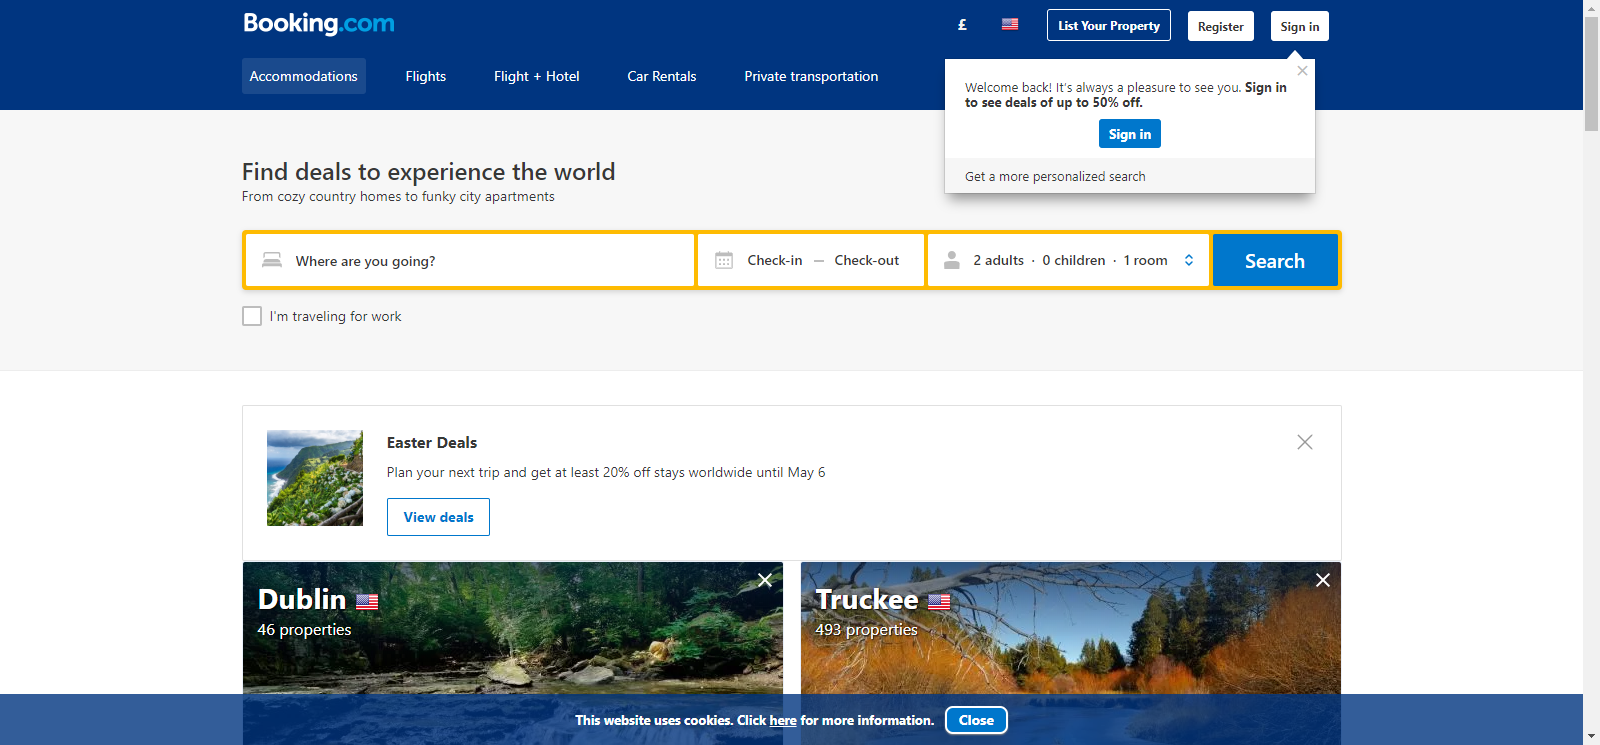 Booking.com
£
List Your Property
Register
Sign in
Accommodations
Flights
Flight + Hotel
Car Rentals
Private transportation
Welcome back! It's always a pleasure to see you. Sign in
to see deals of up to 50% off.
Sign in
Get a more personalized search
Find deals to experience the world
From cozy country homes to funky city apartments
Where are you going?
Check-in — Check-out
2 adults · 0 children · 1 room
Search
I'm traveling for work
Easter Deals
Plan your next trip and get at least 20% off stays worldwide until May 6
View deals
Dublin
46 properties
Truckee
493 properties
This website uses cookies. Click here for more information.
Close